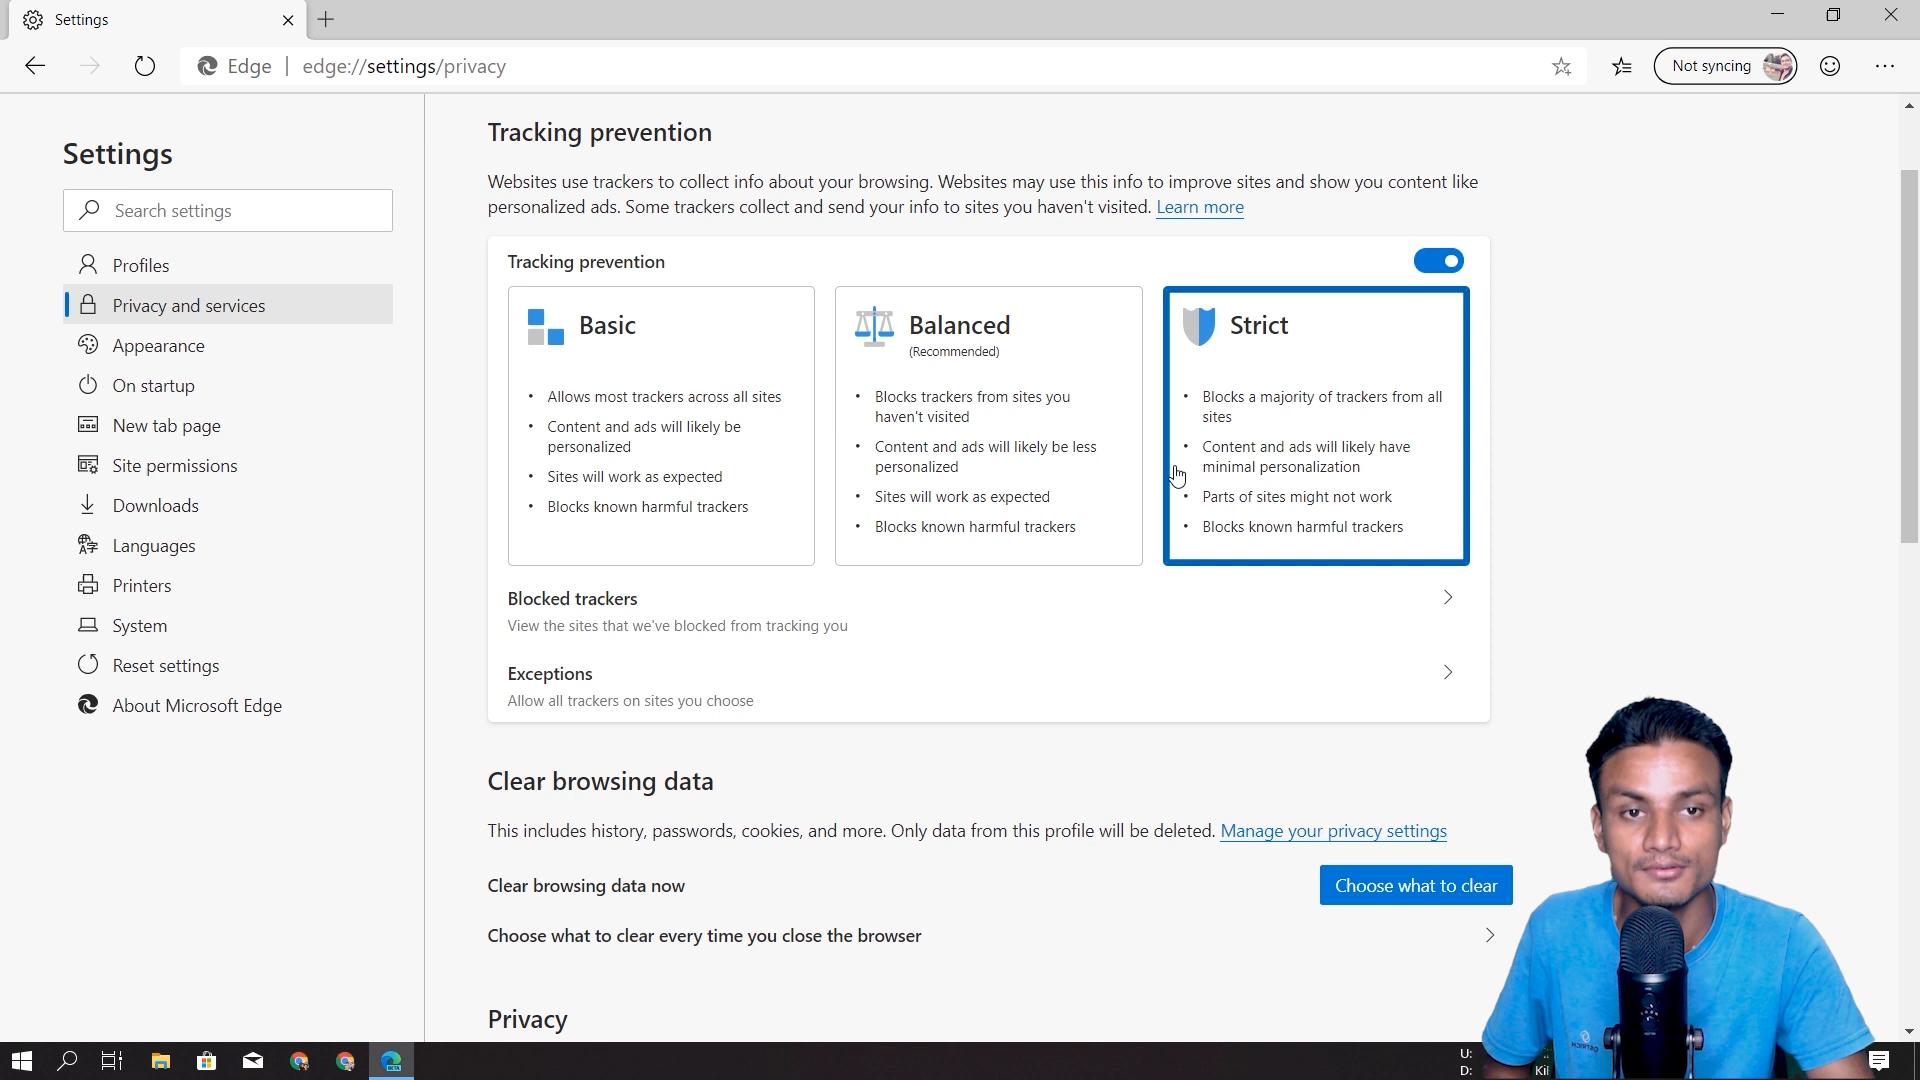 Settings
Edge | edge://settings/privacy
Not syncing
Settings
Search settings
Profiles
Privacy and services
Appearance
On startup
New tab page
Site permissions
Downloads
Languages
Printers
System
Reset settings
About Microsoft Edge
Tracking prevention
Websites use trackers to collect info about your browsing. Websites may use this info to improve sites and show you content like
personalized ads. Some trackers collect and send your info to sites you haven't visited. Learn more
Tracking prevention
Basic
• Allows most trackers across all sites
• Content and ads will likely be
personalized
• Sites will work as expected
• Blocks known harmful trackers
Balanced
(Recommended)
• Blocks trackers from sites you
haven't visited
• Content and ads will likely be less
personalized
• Sites will work as expected
• Blocks known harmful trackers
Strict
• Blocks a majority of trackers from all
sites
• Content and ads will likely have
minimal personalization
• Parts of sites might not work
• Blocks known harmful trackers
Blocked trackers
View the sites that we've blocked from tracking you
Exceptions
Allow all trackers on sites you choose
Clear browsing data
This includes history, passwords, cookies, and more. Only data from this profile will be deleted. Manage your privacy settings
Clear browsing data now
Choose what to clear
Choose what to clear every time you close the browser
Privacy
U:
D: